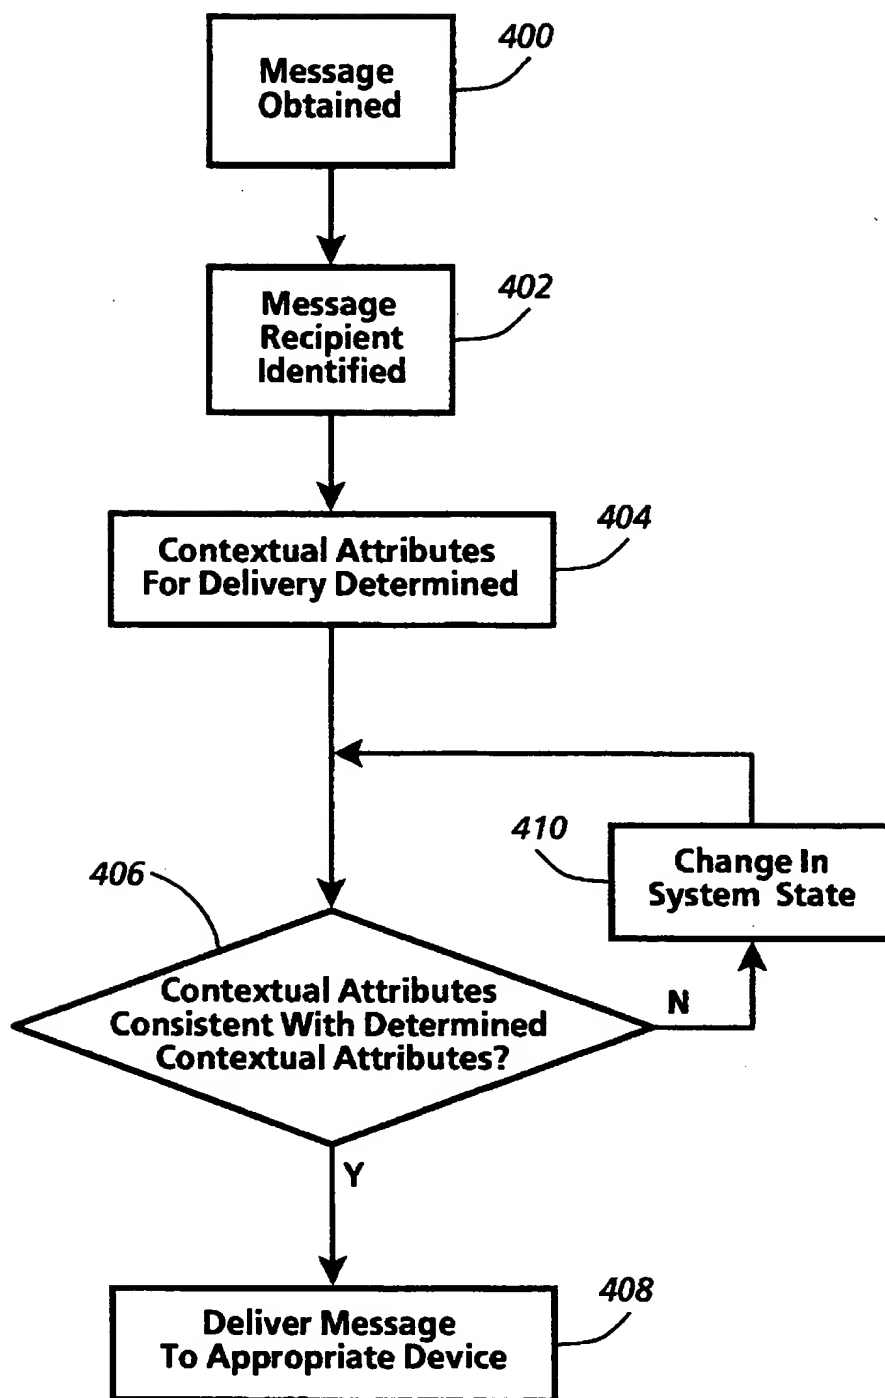 400
Message
Obtained
402
Message
Recipient
Identified
404
Contextual Attributes
For Delivery Determined
410
Change In
System State
406
Contextual Attributes
Consistent With Determined
Contextual Attributes?
N
Y
408
Deliver Message
To Appropriate Device